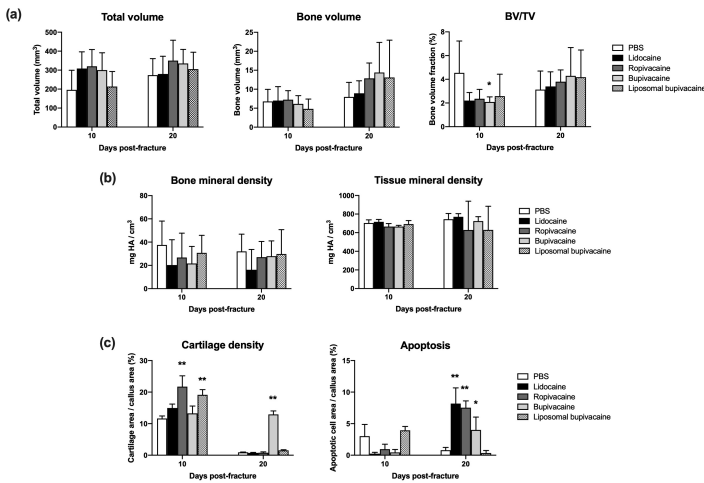 (a)
Total volume
Bone volume
BV/TV
Total volume (mm³)
500
400
300
200
100
0
10
20
Days post-fracture
Bone volume (mm³)
25
20
15
10
5
0
10
20
Days post-fracture
Bone volume fraction (%)
8
6
4
2
0
*
10
20
Days post-fracture
PBS
Lidocaine
Ropivacaine
Bupivacaine
Liposomal bupivacaine
(b)
Bone mineral density
Tissue mineral density
mg HA / cm³
80
60
40
20
0
10
20
Days post-fracture
mg HA / cm³
1000
800
600
400
200
0
10
20
Days post-fracture
PBS
Lidocaine
Ropivacaine
Bupivacaine
Liposomal bupivacaine
(c)
Cartilage density
Apoptosis
Cartilage area / callus area (%)
30
20
10
0
**
**
**
10
20
Days post-fracture
Apoptotic cell area / callus area (%)
15
10
5
0
**
**
*
10
20
Days post-fracture
PBS
Lidocaine
Ropivacaine
Bupivacaine
Liposomal bupivacaine